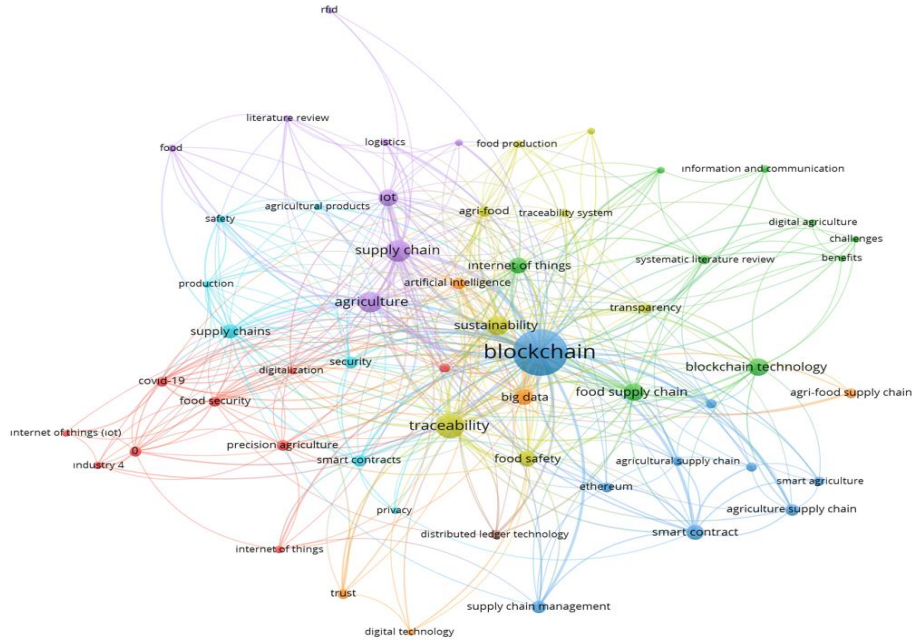 rfid
literature review
food
logistics
food production
information and communication
iot
safety
agricultural products
agri-food
traceability system
digital agriculture
challenges
supply chain
internet of things
systematic literature review
benefits
production
artificial intelligence
agriculture
transparency
supply chains
sustainability
blockchain
security
digitalization
blockchain technology
covid-19
food security
big data
food supply chain
agri-food supply chain
traceability
internet of things (iot)
0
industry 4
precision agriculture
smart contracts
food safety
agricultural supply chain
ethereum
smart agriculture
privacy
agriculture supply chain
distributed ledger technology
smart contract
internet of things
trust
supply chain management
digital technology